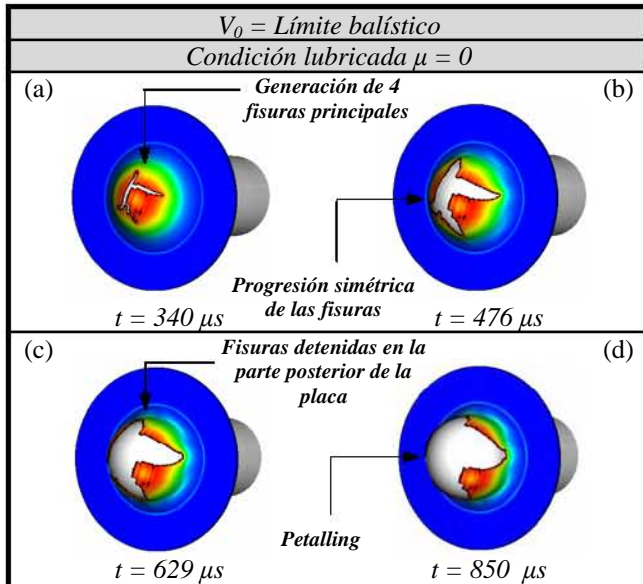 V0 = Límite balístico
Condición lubricada μ = 0
(a)
Generación de 4
fisuras principales
(b)
Progresión simétrica
de las fisuras
t = 340 μs
t = 476 μs
(c)
Fisuras detenidas en la
parte posterior de la
placa
(d)
Petalling
t = 629 μs
t = 850 μs